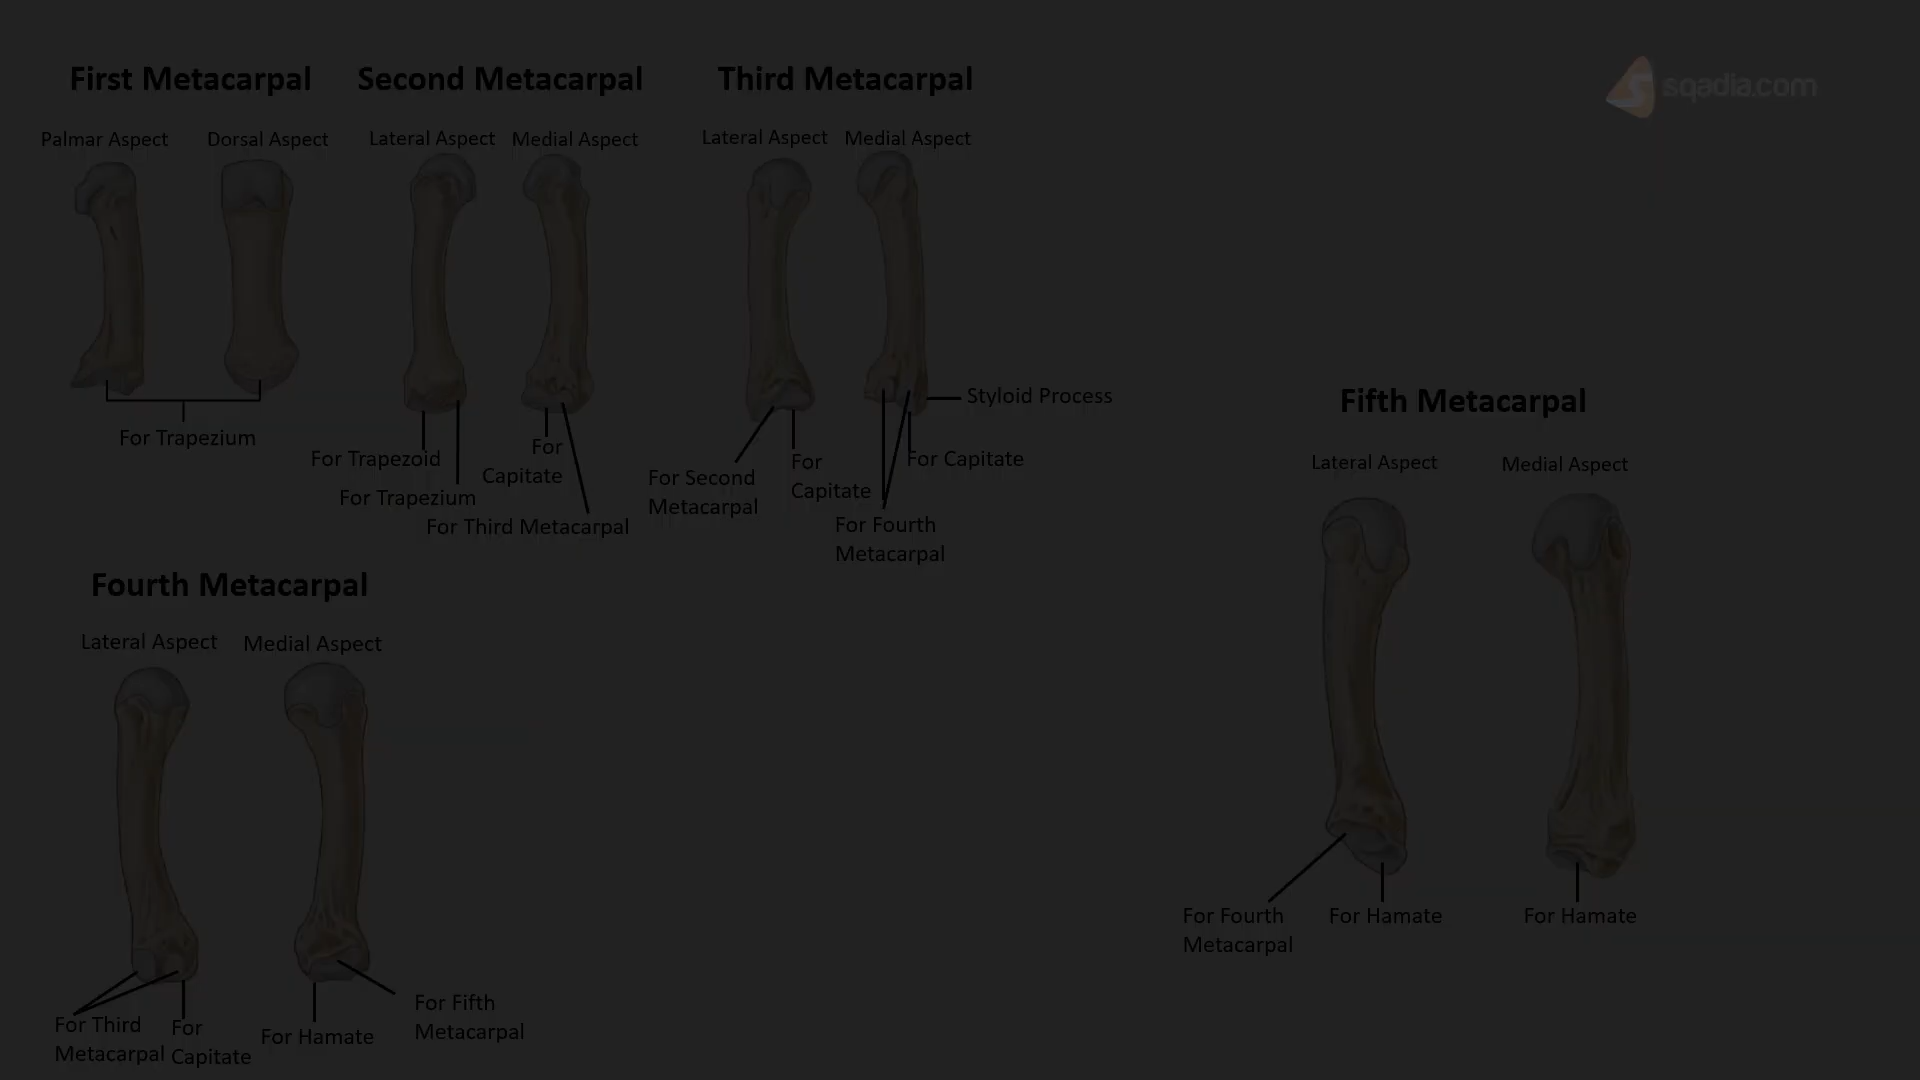 First Metacarpal
Palmar Aspect
Dorsal Aspect
For Trapezium
Second Metacarpal
Lateral Aspect
Medial Aspect
For Trapezoid
For Trapezium
For
Capitate
For Third Metacarpal
Third Metacarpal
Lateral Aspect
Medial Aspect
Styloid Process
For Second
Metacarpal
For
Capitate
For Capitate
For Fourth
Metacarpal
sqadia.com
Fourth Metacarpal
Lateral Aspect
Medial Aspect
For Third
Metacarpal
For
Capitate
For Hamate
For Fifth
Metacarpal
Fifth Metacarpal
Lateral Aspect
Medial Aspect
For Fourth
Metacarpal
For Hamate
For Hamate